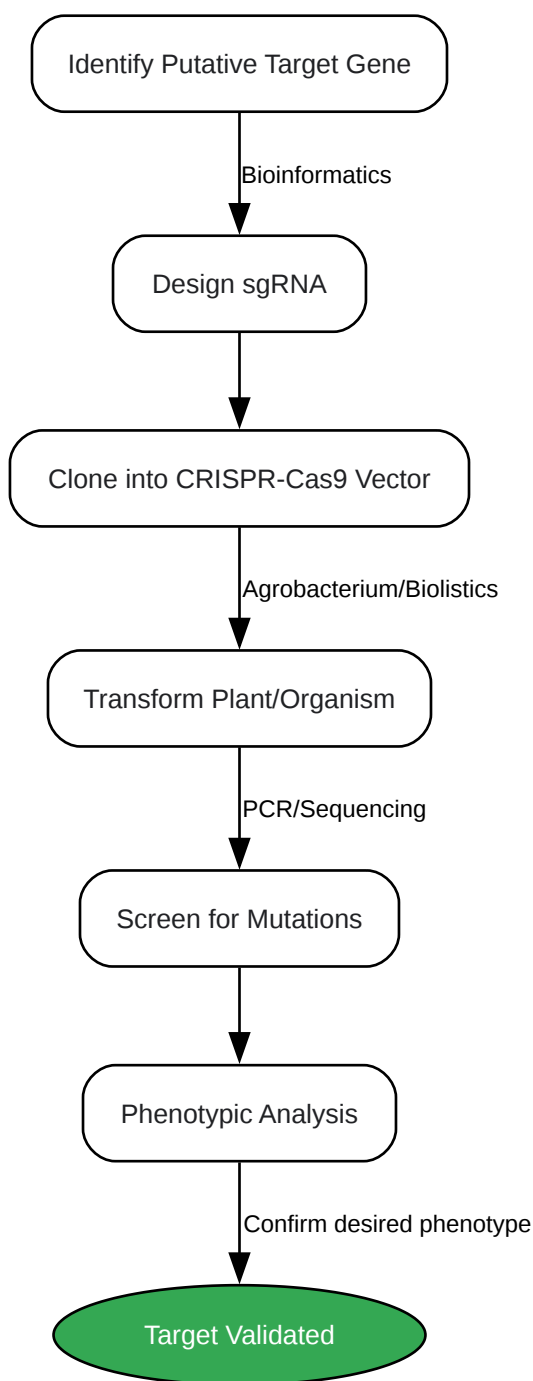 Identify Putative Target Gene
Bioinformatics
Design sgRNA
Clone into CRISPR-Cas9 Vector
Agrobacterium/Biolistics
Transform Plant/Organism
PCR/Sequencing
Screen for Mutations
Phenotypic Analysis
Confirm desired phenotype
Target Validated